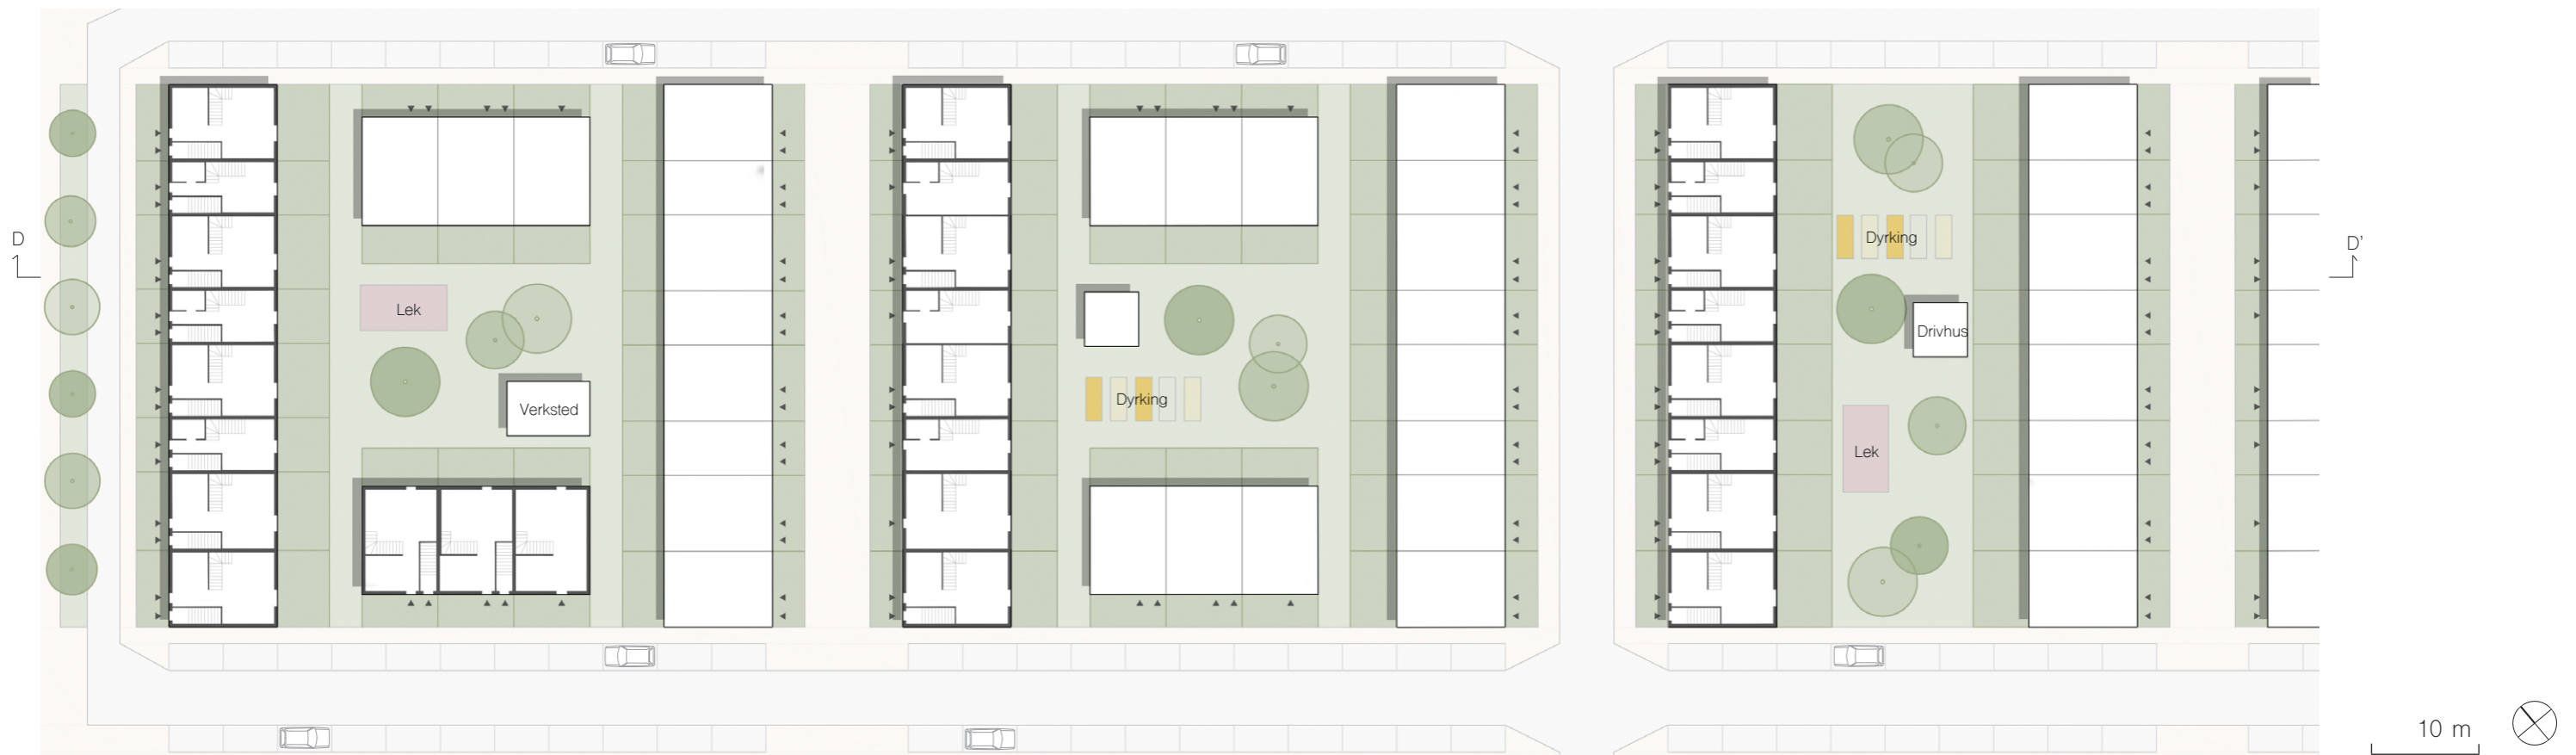 D
D'
Lek
Verksted
Dyrking
Dyrking
Drivhus
Lek
10 m